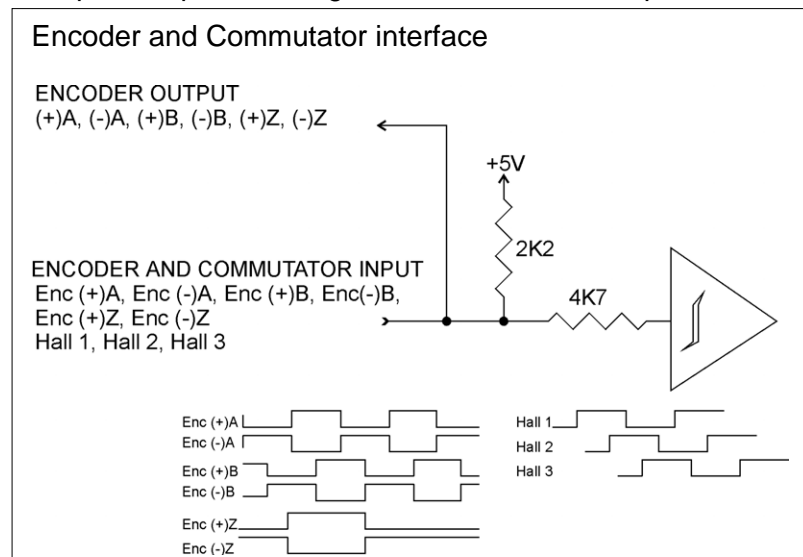 Encoder and Commutator interface
ENCODER OUTPUT
(+)A, (-)A, (+)B, (-)B, (+)Z, (-)Z
+5V
2K2
4K7
ENCODER AND COMMUTATOR INPUT
Enc (+)A, Enc (-)A, Enc (+)B, Enc(-)B,
Enc (+)Z, Enc (-)Z
Hall 1, Hall 2, Hall 3
Enc (+)A
Enc (-)A
Enc (+)B
Enc (-)B
Enc (+)Z
Enc (-)Z
Hall 1
Hall 2
Hall 3